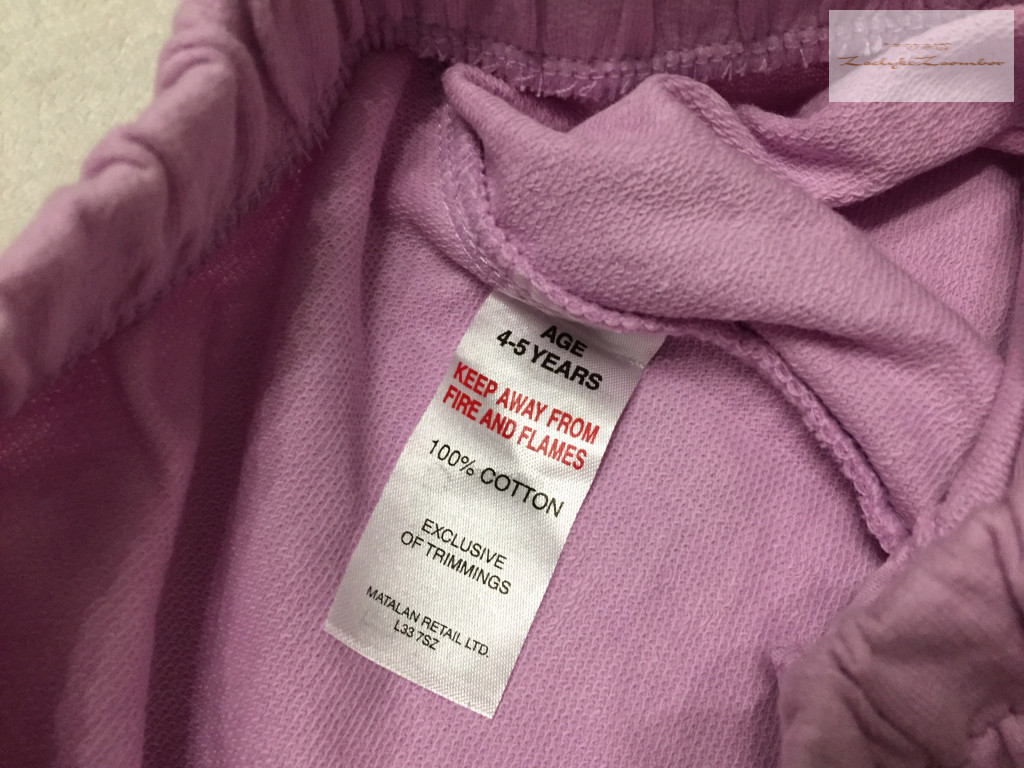 AGE
4-5 YEARS
KEEP AWAY FROM
FIRE AND FLAMES
100% COTTON
EXCLUSIVE
OF TRIMMINGS
MATALAN RETAIL LTD.
L33 7SZ